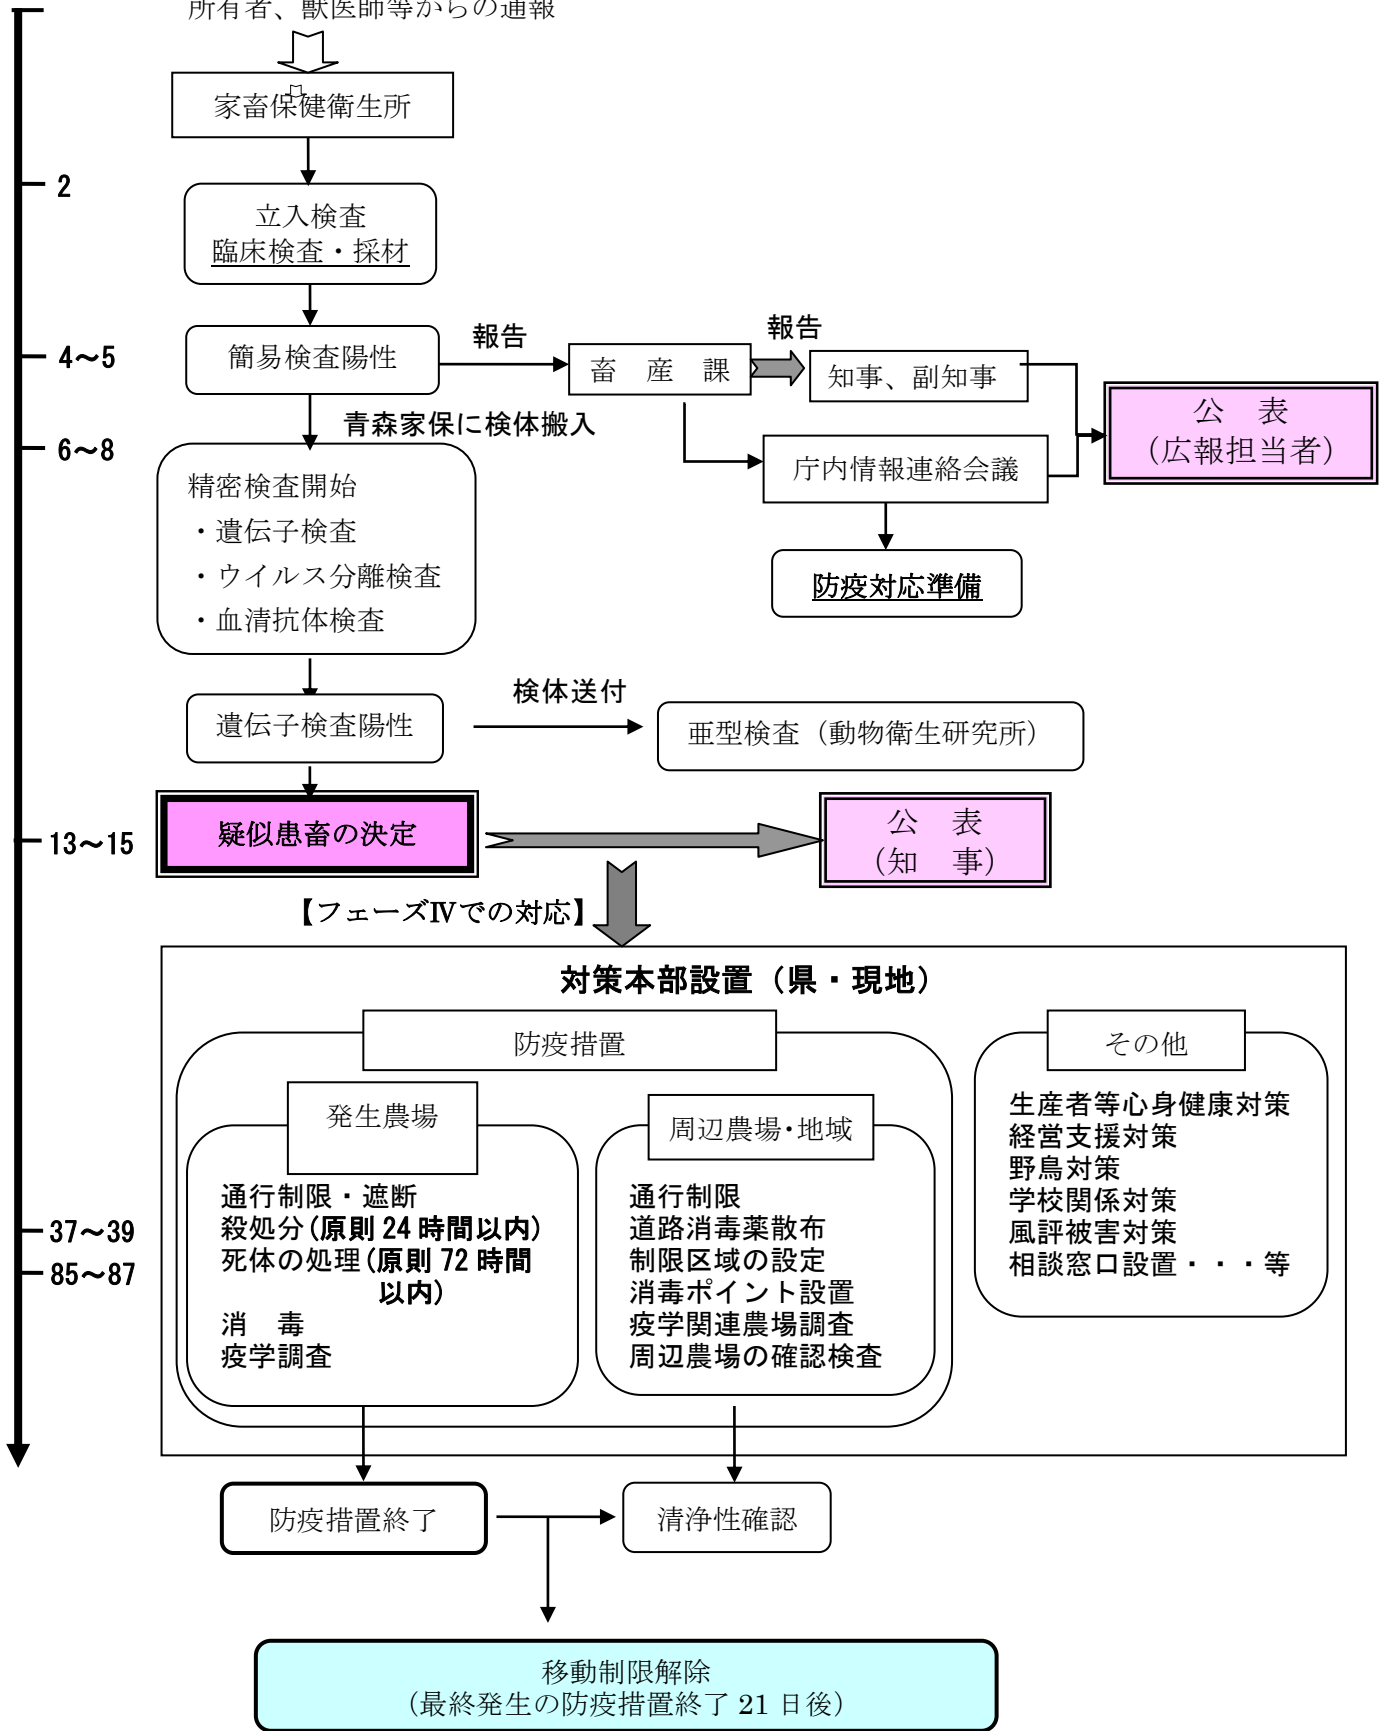 所有者、獣医師等からの通報
家畜保健衛生所
2
立入検査
臨床検査・採材
4～5
簡易検査陽性
報告
畜　産　課
報告
知事、副知事
公　表
（広報担当者）
青森家保に検体搬入
6～8
庁内情報連絡会議
防疫対応準備
精密検査開始
・遺伝子検査
・ウイルス分離検査
・血清抗体検査
遺伝子検査陽性
検体送付
亜型検査（動物衛生研究所）
13～15
疑似患畜の決定
公　表
（知　事）
【フェーズⅣでの対応】
対策本部設置（県・現地）
防疫措置
発生農場
通行制限・遮断
殺処分(原則 24 時間以内)
死体の処理(原則 72 時間
以内)
消　毒
疫学調査
周辺農場・地域
通行制限
道路消毒薬散布
制限区域の設定
消毒ポイント設置
疫学関連農場調査
周辺農場の確認検査
その他
生産者等心身健康対策
経営支援対策
野鳥対策
学校関係対策
風評被害対策
相談窓口設置・・・等
37～39
85～87
防疫措置終了
清浄性確認
移動制限解除
（最終発生の防疫措置終了 21 日後）